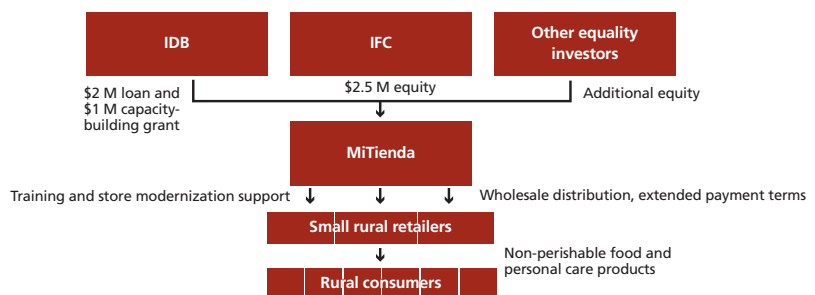 IDB
IFC
Other equality
investors
$2 M loan and
$1 M capacity-
building grant
$2.5 M equity
Additional equity
MiTienda
Training and store modernization support
Wholesale distribution, extended payment terms
Small rural retailers
Non-perishable food and
personal care products
Rural consumers